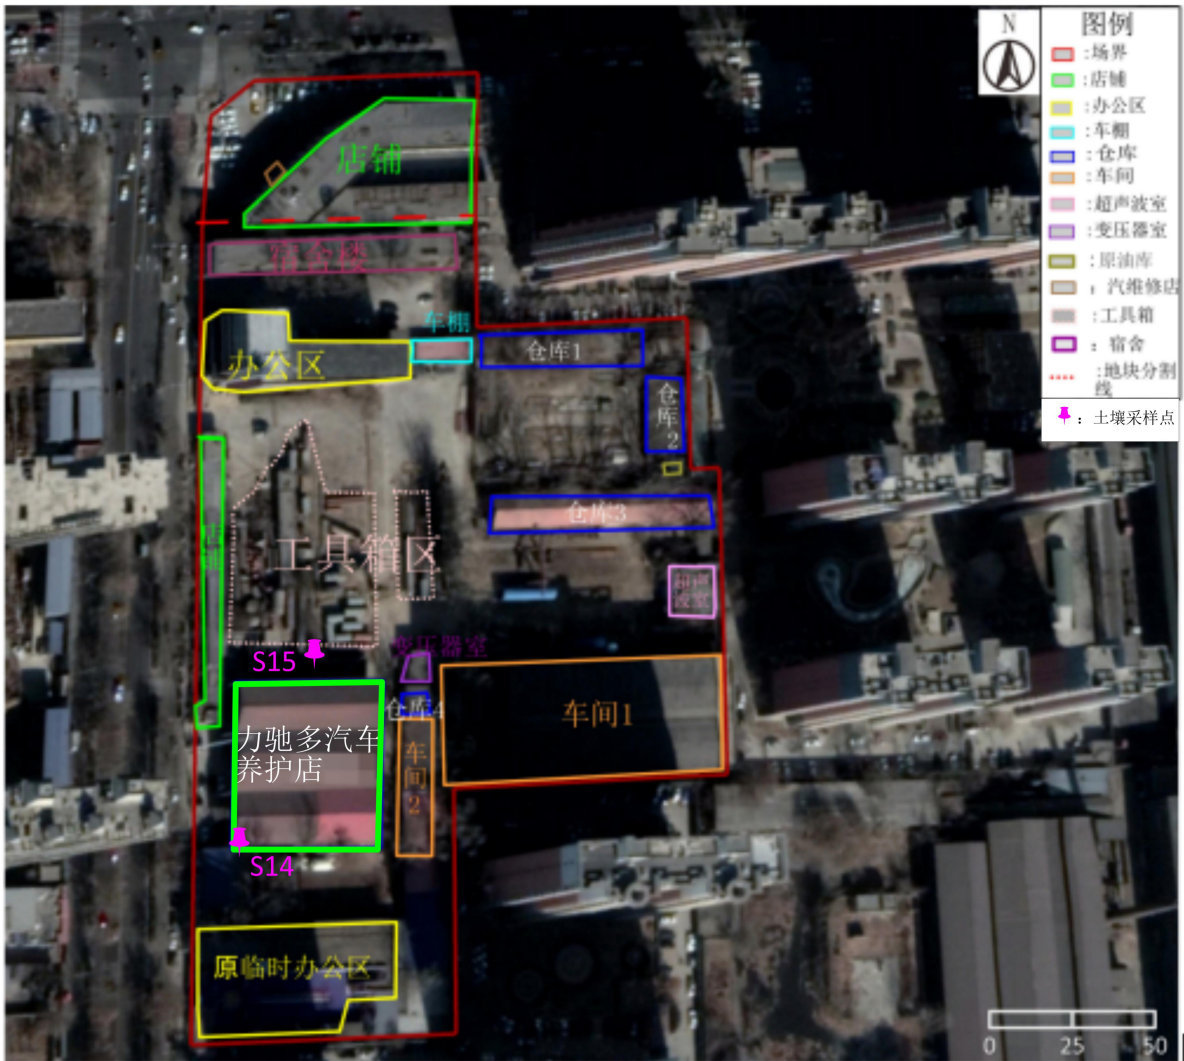 N
图例
:场界
:店铺
:办公区
:车棚
:仓库
:车间
:超声波室
:变压器室
:原油库
：汽维修店
:工具箱
：宿舍
:地块分割
线
：土壤采样点
店铺
宿舍楼
车棚
办公区
仓库1
仓库2
仓库3
店铺
工具箱区
超声
波室
变压器室
S15
仓库4
车间1
力驰多汽车
养护店
车间2
S14
原临时办公区
0 25 50